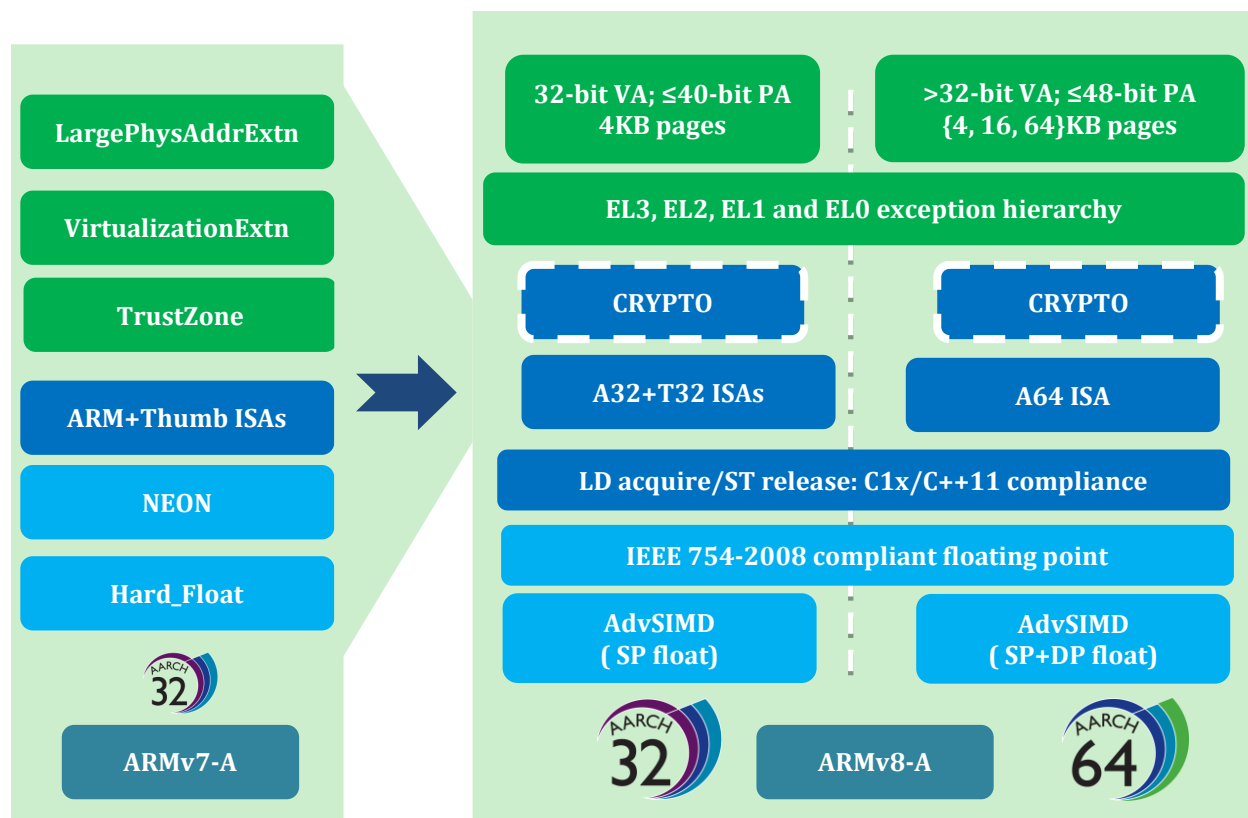 LargePhysAddrExtn
VirtualizationExtn
TrustZone
ARM+Thumb ISAs
NEON
Hard_Float
AARCH
32
ARMv7-A
32-bit VA; ≤40-bit PA
4KB pages
>32-bit VA; ≤48-bit PA
{4, 16, 64}KB pages
EL3, EL2, EL1 and EL0 exception hierarchy
CRYPTO
CRYPTO
A32+T32 ISAs
A64 ISA
LD acquire/ST release: C1x/C++11 compliance
IEEE 754-2008 compliant floating point
AdvSIMD
( SP float)
AdvSIMD
( SP+DP float)
AARCH
32
ARMv8-A
AARCH
64